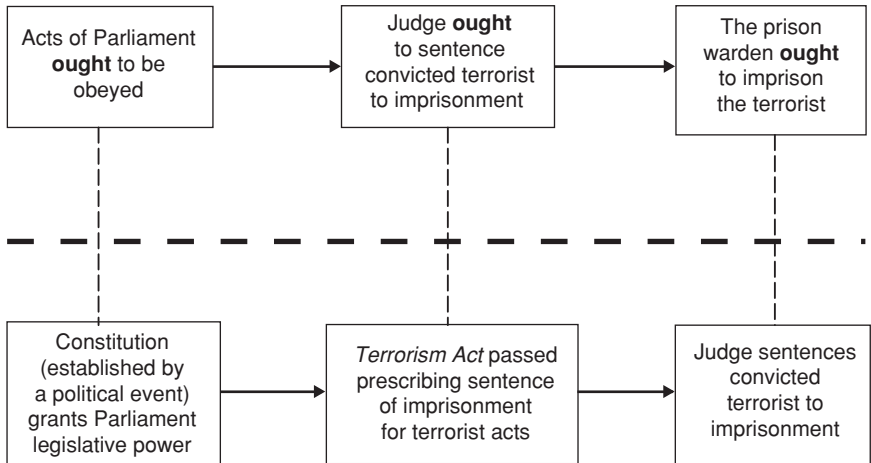 Acts of Parliament
ought to be
obeyed
Judge ought
to sentence
convicted terrorist
to imprisonment
The prison
warden ought
to imprison
the terrorist
Constitution
(established by
a political event)
grants Parliament
legislative power
Terrorism Act passed
prescribing sentence
of imprisonment
for terrorist acts
Judge sentences
convicted
terrorist to
imprisonment